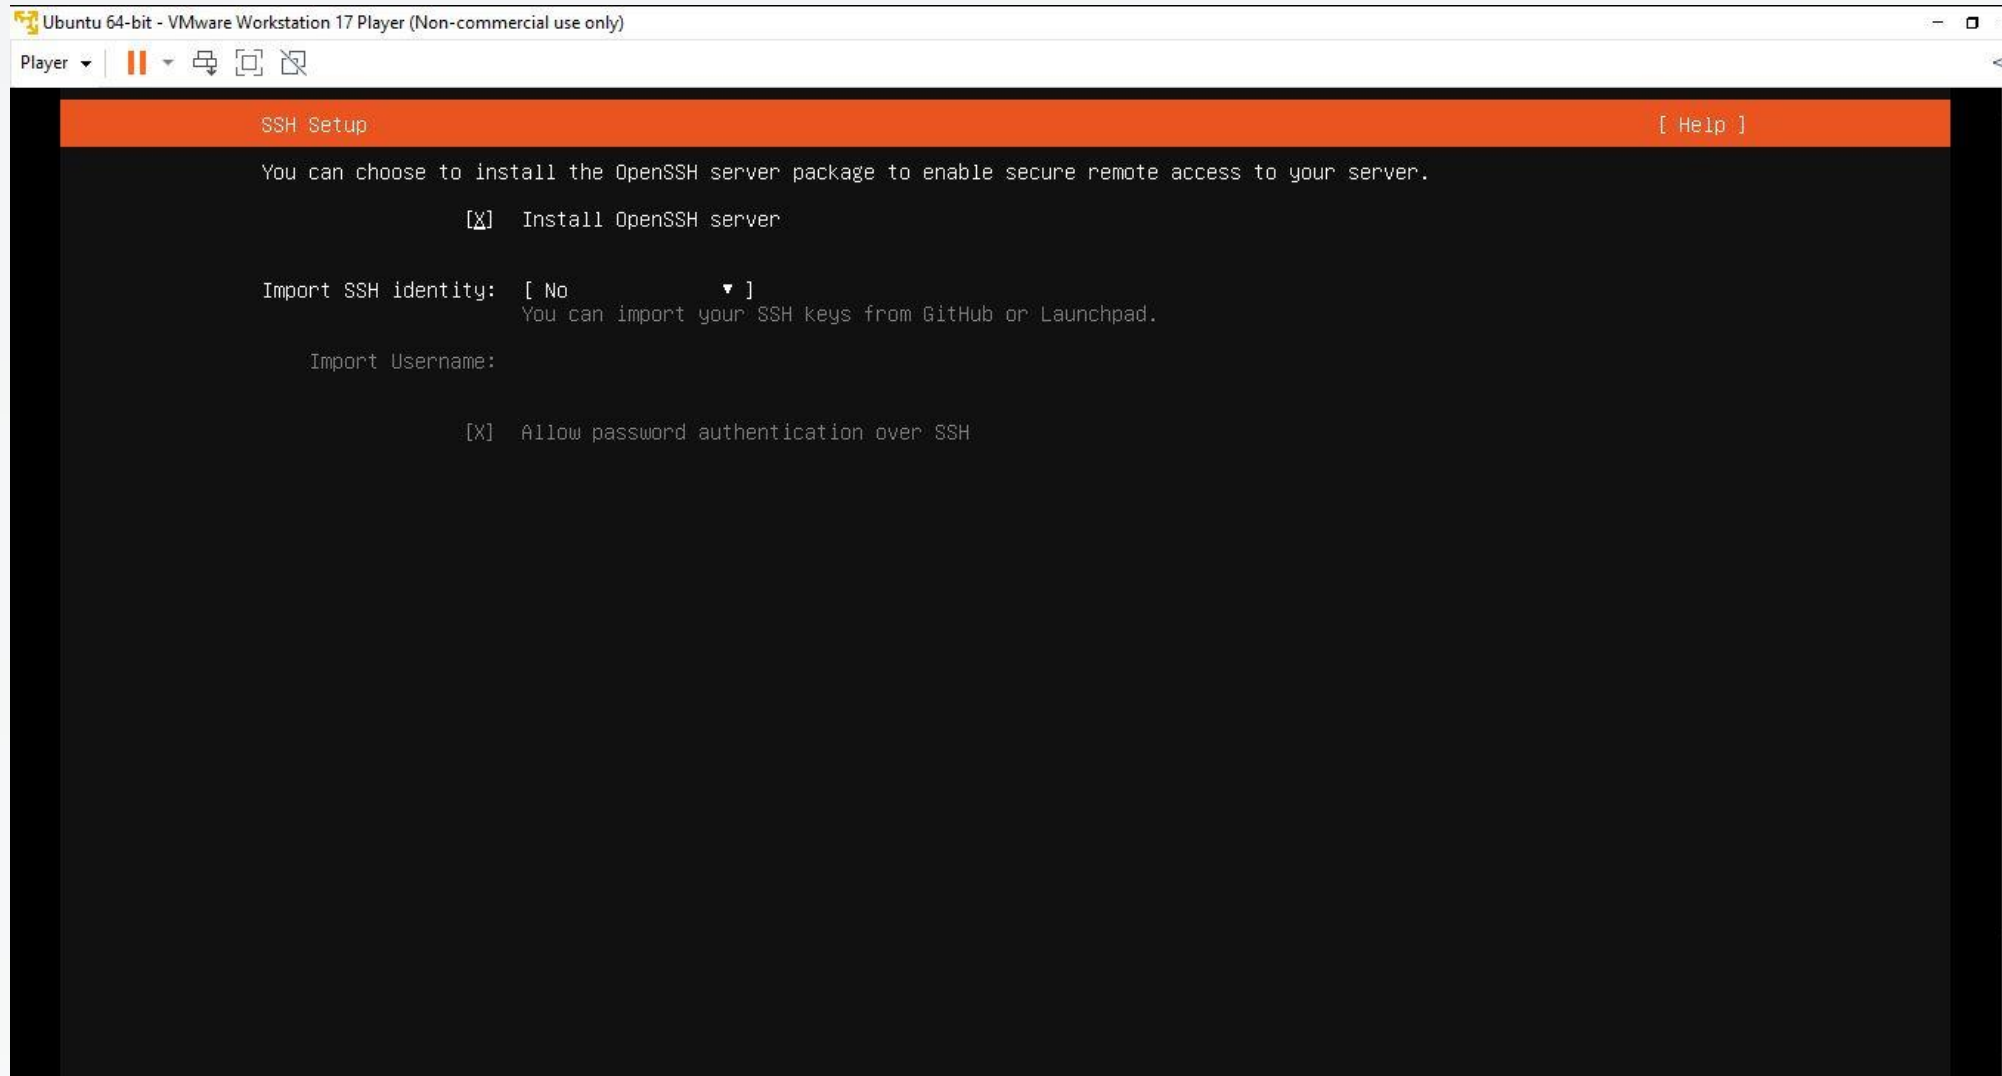 Ubuntu 64-bit - VMware Workstation 17 Player (Non-commercial use only)
Player
SSH Setup [ Help ]
You can choose to install the OpenSSH server package to enable secure remote access to your server.
[X] Install OpenSSH server
Import SSH identity: [ No ▾ ]
You can import your SSH keys from GitHub or Launchpad.
Import Username:
[X] Allow password authentication over SSH